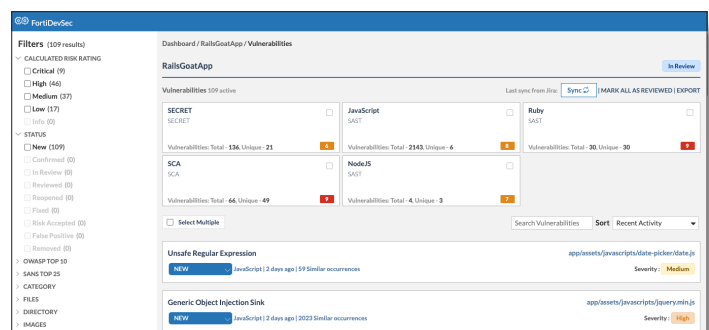 FortiDevSec
Filters (109 results)
CALCULATED RISK RATING
Critical (9)
High (46)
Medium (37)
Low (17)
Info (0)
STATUS
New (109)
Confirmed (0)
In Review (0)
Reviewed (0)
Reopened (0)
Fixed (0)
Risk Accepted (0)
False Positive (0)
Removed (0)
OWASP TOP 10
SANS TOP 25
CATEGORY
FILES
DIRECTORY
IMAGES
Dashboard / RailsGoatApp / Vulnerabilities
RailsGoatApp In Review
Vulnerabilities 109 active Last sync from Jira: Sync | MARK ALL AS REVIEWED | EXPORT
SECRET
SECRET
Vulnerabilities: Total - 136, Unique - 21 6
JavaScript
SAST
Vulnerabilities: Total - 2143, Unique - 6 8
Ruby
SAST
Vulnerabilities: Total - 30, Unique - 30 9
SCA
SCA
Vulnerabilities: Total - 66, Unique - 49 9
NodeJS
SAST
Vulnerabilities: Total - 4, Unique - 3 7
Select Multiple Search Vulnerabilities Sort Recent Activity
Unsafe Regular Expression app/assets/javascripts/date-picker/date.js
NEW JavaScript | 2 days ago | 59 Similar occurrences Severity : Medium
Generic Object Injection Sink app/assets/javascripts/jquery.min.js
NEW JavaScript | 2 days ago | 2023 Similar occurrences Severity : High